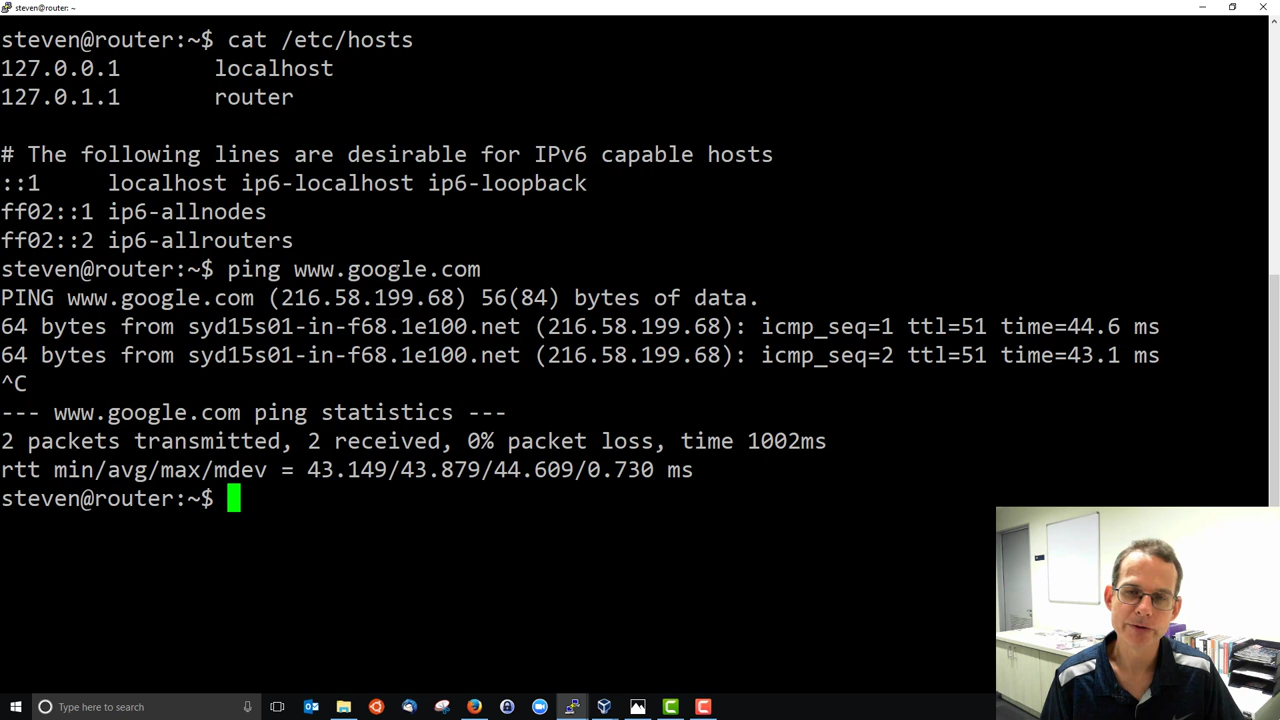 steven@router: ~
steven@router:~$ cat /etc/hosts
127.0.0.1       localhost
127.0.1.1       router
# The following lines are desirable for IPv6 capable hosts
::1     localhost ip6-localhost ip6-loopback
ff02::1 ip6-allnodes
ff02::2 ip6-allrouters
steven@router:~$ ping www.google.com
PING www.google.com (216.58.199.68) 56(84) bytes of data.
64 bytes from syd15s01-in-f68.1e100.net (216.58.199.68): icmp_seq=1 ttl=51 time=44.6 ms
64 bytes from syd15s01-in-f68.1e100.net (216.58.199.68): icmp_seq=2 ttl=51 time=43.1 ms
^C
--- www.google.com ping statistics ---
2 packets transmitted, 2 received, 0% packet loss, time 1002ms
rtt min/avg/max/mdev = 43.149/43.879/44.609/0.730 ms
steven@router:~$
Type here to search